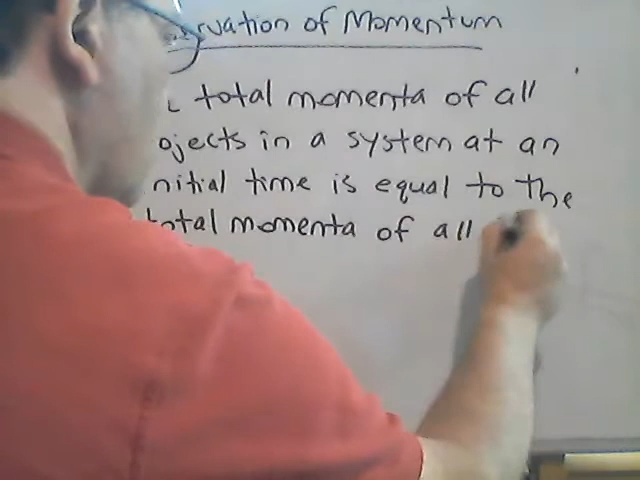 rvation of Momentum
total momenta of all
ojects in a system at an
nitial time is equal to the
total momenta of all